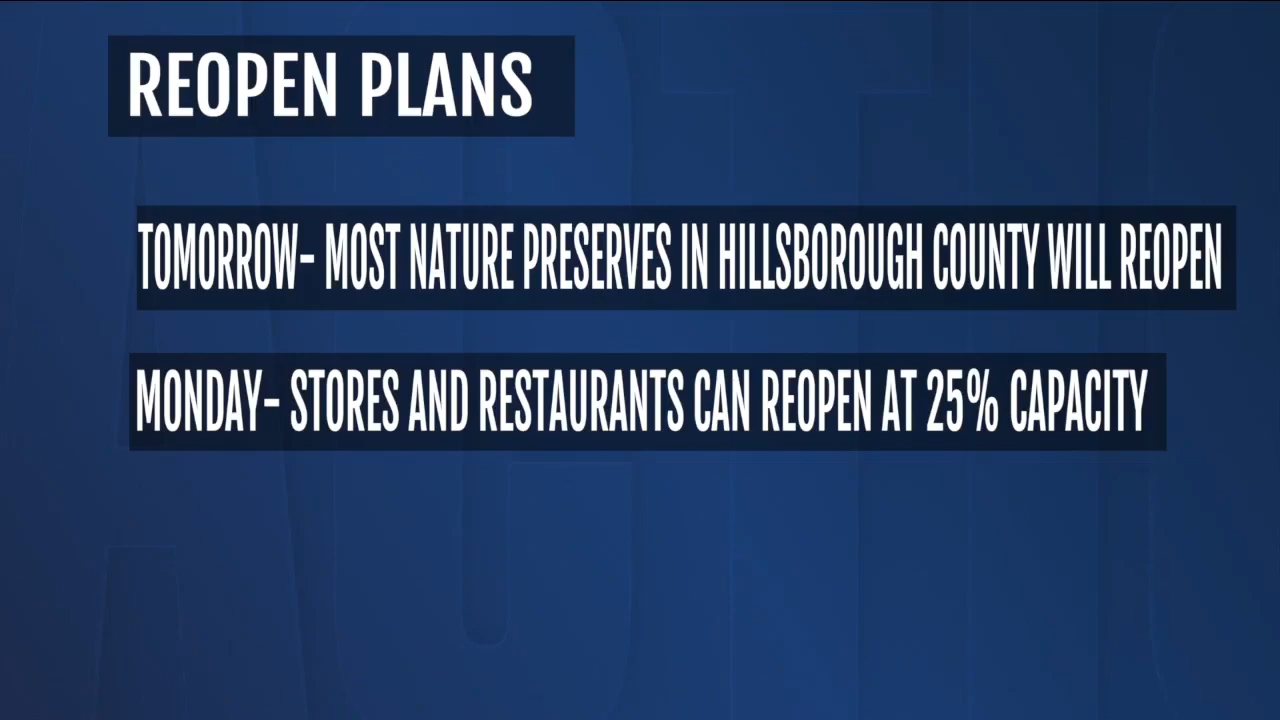 REOPEN PLANS
TOMORROW- MOST NATURE PRESERVES IN HILLSBOROUGH COUNTY WILL REOPEN
MONDAY- STORES AND RESTAURANTS CAN REOPEN AT 25% CAPACITY